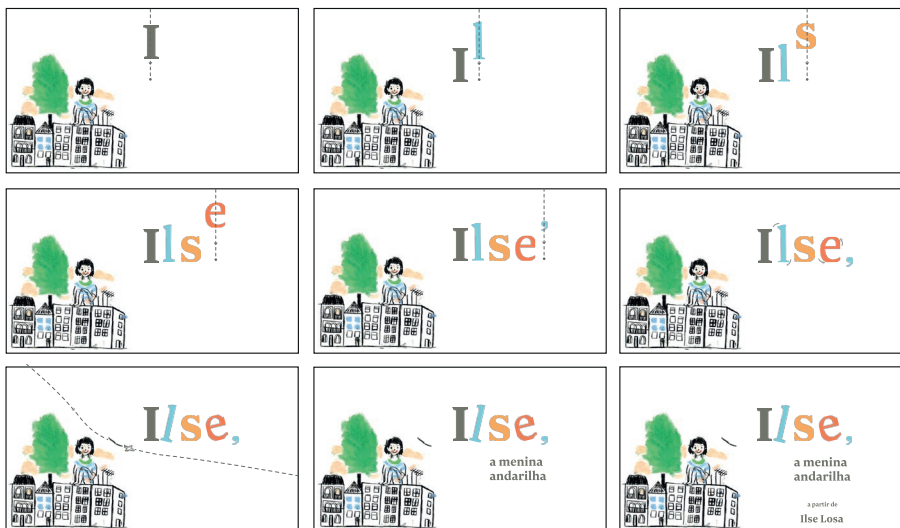 I
Il
Ils
Ilse
Ilse,
Ilse,
Ilse,
Ilse,
a menina
andarilha
Ilse,
a menina
andarilha
a partir de
Ilse Losa